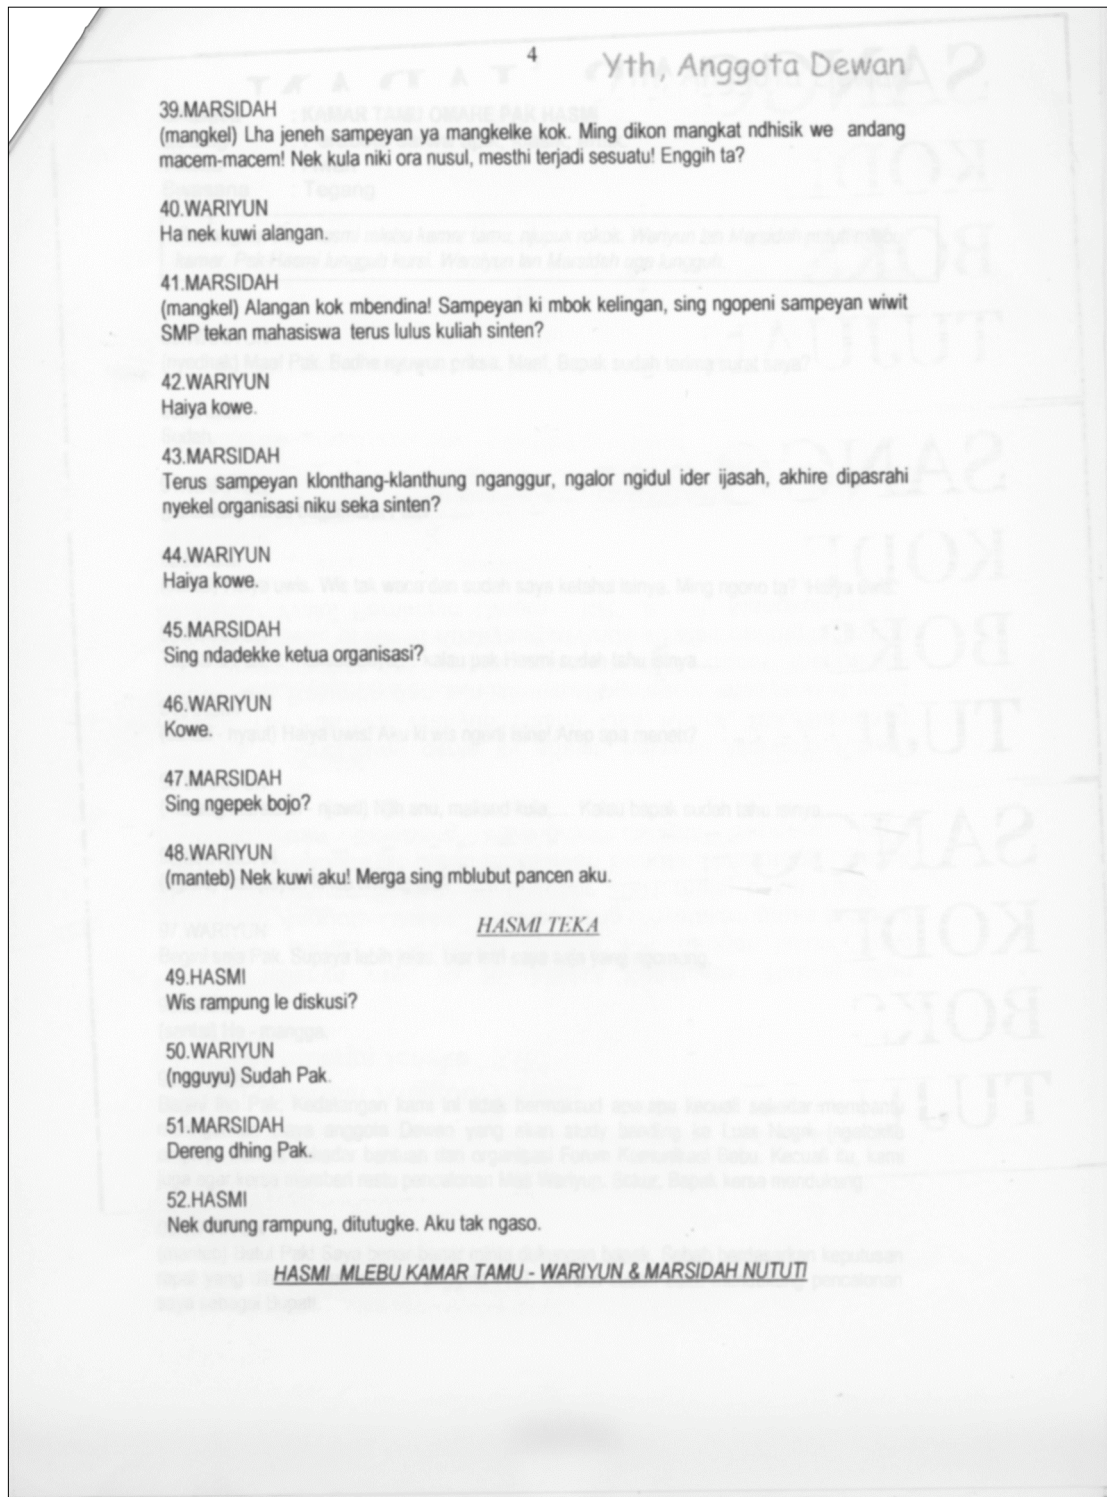 4
Yth, Anggota Dewan
39.MARSIDAH
(mangkel) Lha jeneh sampeyan ya mangkelke kok. Ming dikon mangkat ndhisik we andang
macem-macem! Nek kula niki ora nusul, mesthi terjadi sesuatu! Enggih ta?
40.WARIYUN
Ha nek kuwi alangan.
41.MARSIDAH
(mangkel) Alangan kok mbendina! Sampeyan ki mbok kelingan, sing ngopeni sampeyan wiwit
SMP tekan mahasiswa terus lulus kuliah sinten?
42.WARIYUN
Haiya kowe.
43.MARSIDAH
Terus sampeyan klonthang-klanthung nganggur, ngalor ngidul ider ijasah, akhire dipasrahi
nyekel organisasi niku seka sinten?
44.WARIYUN
Haiya kowe.
45.MARSIDAH
Sing ndadekke ketua organisasi?
46.WARIYUN
Kowe.
47.MARSIDAH
Sing ngepek bojo?
48.WARIYUN
(manteb) Nek kuwi aku! Merga sing mblubut pancen aku.
HASMI TEKA
49.HASMI
Wis rampung le diskusi?
50.WARIYUN
(ngguyu) Sudah Pak.
51.MARSIDAH
Dereng dhing Pak.
52.HASMI
Nek durung rampung, ditutugke. Aku tak ngaso.
HASMI MLEBU KAMAR TAMU - WARIYUN & MARSIDAH NUTUTI